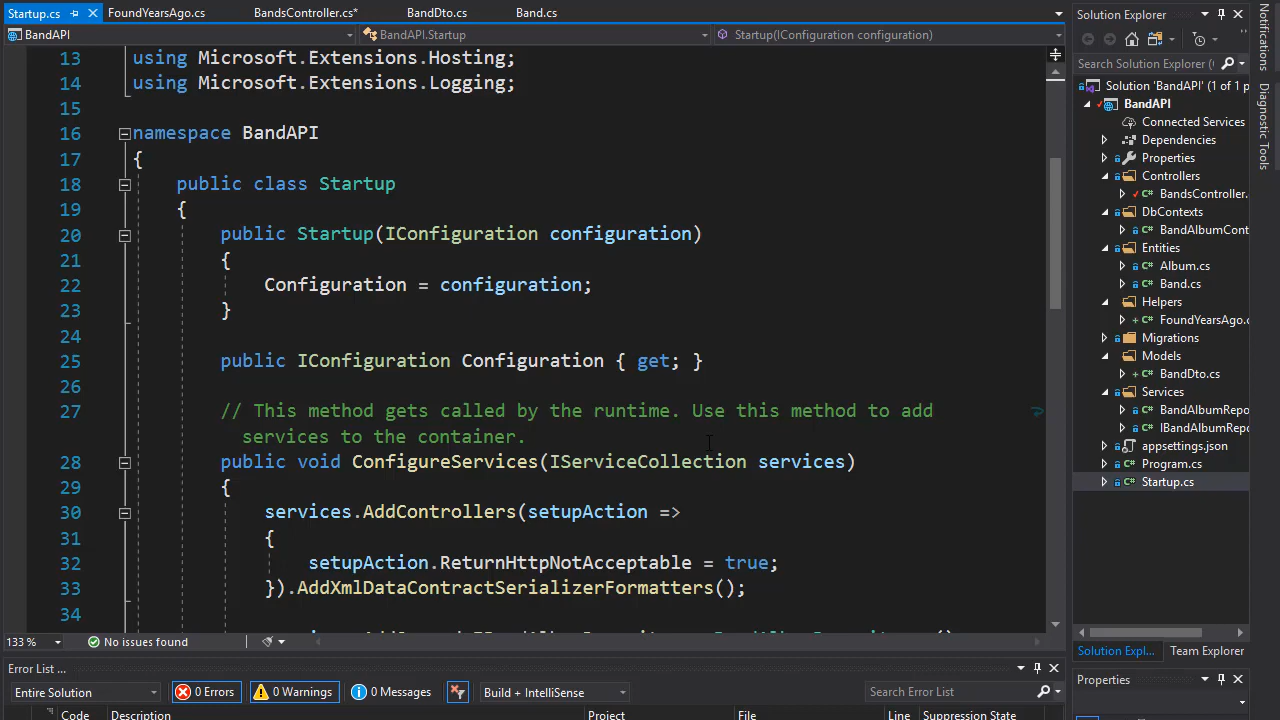 Startup.cs
FoundYearsAgo.cs
BandsController.cs*
BandDto.cs
Band.cs
BandAPI
BandAPI.Startup
Startup(IConfiguration configuration)
13 using Microsoft.Extensions.Hosting;
14 using Microsoft.Extensions.Logging;
15
16 namespace BandAPI
17 {
18 public class Startup
19 {
20 public Startup(IConfiguration configuration)
21 {
22 Configuration = configuration;
23 }
24
25 public IConfiguration Configuration { get; }
26
27 // This method gets called by the runtime. Use this method to add
services to the container.
28 public void ConfigureServices(IServiceCollection services)
29 {
30 services.AddControllers(setupAction =>
31 {
32 setupAction.ReturnHttpNotAcceptable = true;
33 }).AddXmlDataContractSerializerFormatters();
34
133 %
No issues found
Solution Explorer
Search Solution Explorer (
Solution 'BandAPI' (1 of 1 p
BandAPI
Connected Services
Dependencies
Properties
Controllers
BandsController.
DbContexts
BandAlbumCont
Entities
Album.cs
Band.cs
Helpers
FoundYearsAgo.c
Migrations
Models
BandDto.cs
Services
BandAlbumRepo
IBandAlbumRepo
appsettings.json
Program.cs
Startup.cs
Solution Expl...
Team Explorer
Properties
Notifications
Diagnostic Tools
Error List ...
Entire Solution
0 Errors
0 Warnings
0 Messages
Build + IntelliSense
Search Error List
Code
Description
Project
File
Line
Suppression State